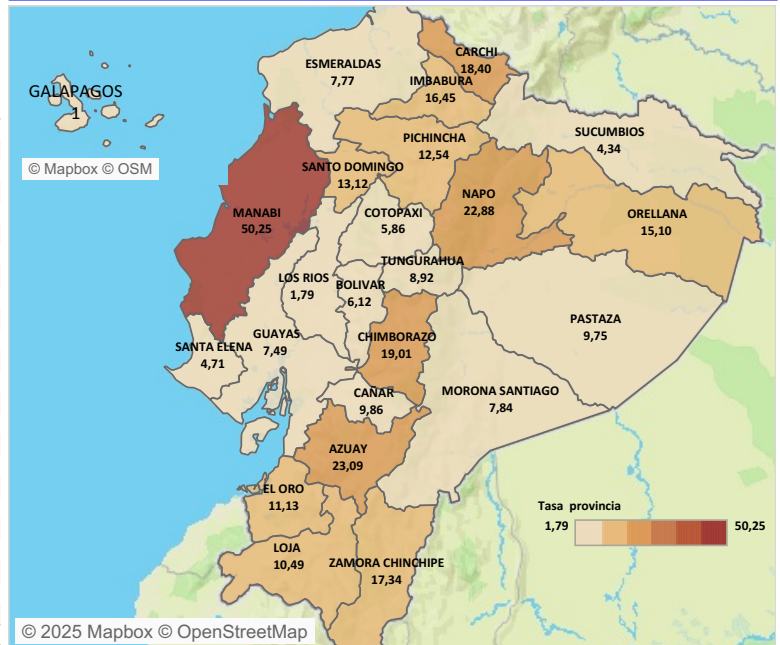 ESMERALDAS
7,77
CARCHI
18,40
IMBABURA
16,45
GALAPAGOS
1
© Mapbox © OSM
PICHINCHA
12,54
SUCUMBIOS
4,34
SANTO DOMINGO
13,12
NAPO
22,88
MANABI
50,25
COTOPAXI
5,86
ORELLANA
15,10
TUNGURAHUA
8,92
LOS RIOS
1,79
BOLIVAR
6,12
PASTAZA
9,75
GUAYAS
7,49
CHIMBORAZO
19,01
SANTA ELENA
4,71
CAÑAR
9,86
MORONA SANTIAGO
7,84
AZUAY
23,09
EL ORO
11,13
Tasa provincia
1,79 50,25
LOJA
10,49
ZAMORA CHINCHIPE
17,34
© 2025 Mapbox © OpenStreetMap